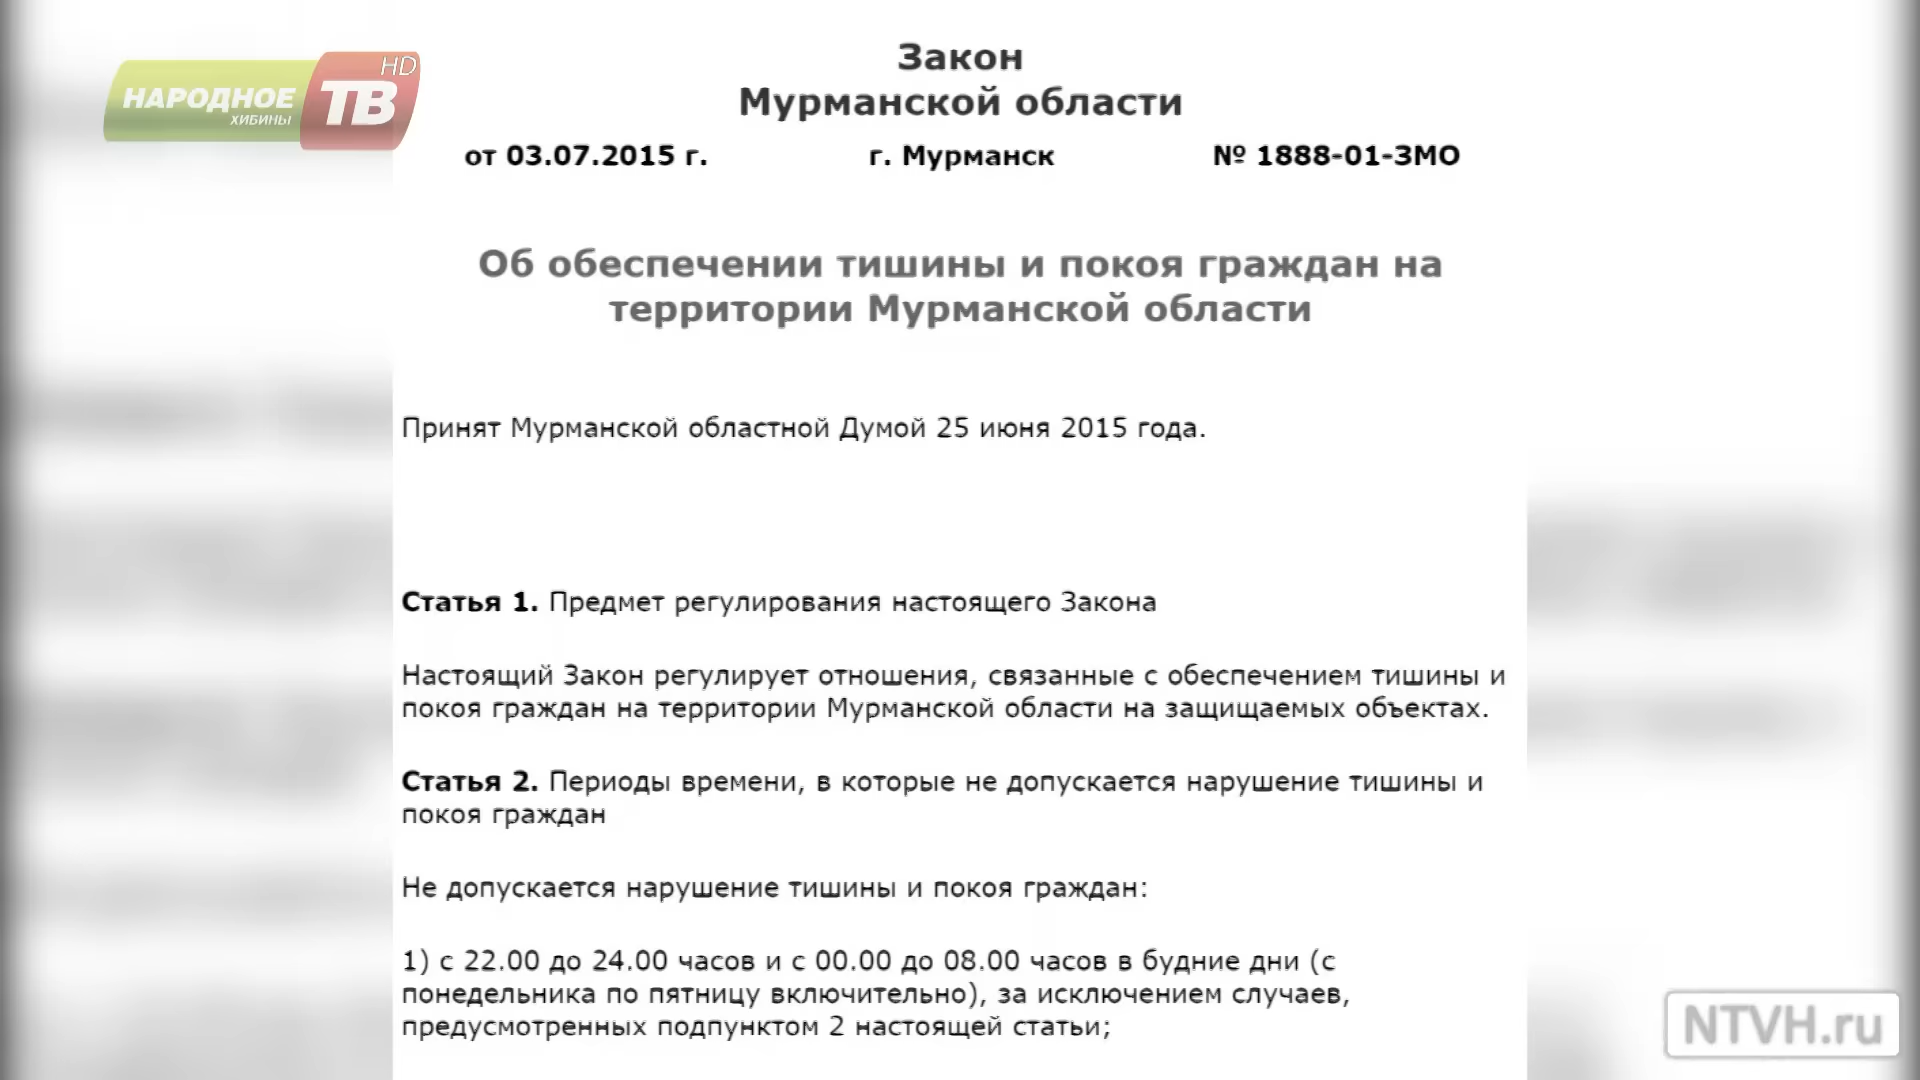 НАРОДНОЕ
ХИБИНЫ
ТВ
HD
Закон
Мурманской области
от 03.07.2015 г. г. Мурманск № 1888-01-ЗМО
Об обеспечении тишины и покоя граждан на
территории Мурманской области
Принят Мурманской областной Думой 25 июня 2015 года.
Статья 1. Предмет регулирования настоящего Закона
Настоящий Закон регулирует отношения, связанные с обеспечением тишины и
покоя граждан на территории Мурманской области на защищаемых объектах.
Статья 2. Периоды времени, в которые не допускается нарушение тишины и
покоя граждан
Не допускается нарушение тишины и покоя граждан:
1) с 22.00 до 24.00 часов и с 00.00 до 08.00 часов в будние дни (с
понедельника по пятницу включительно), за исключением случаев,
предусмотренных подпунктом 2 настоящей статьи;
NTVH.ru